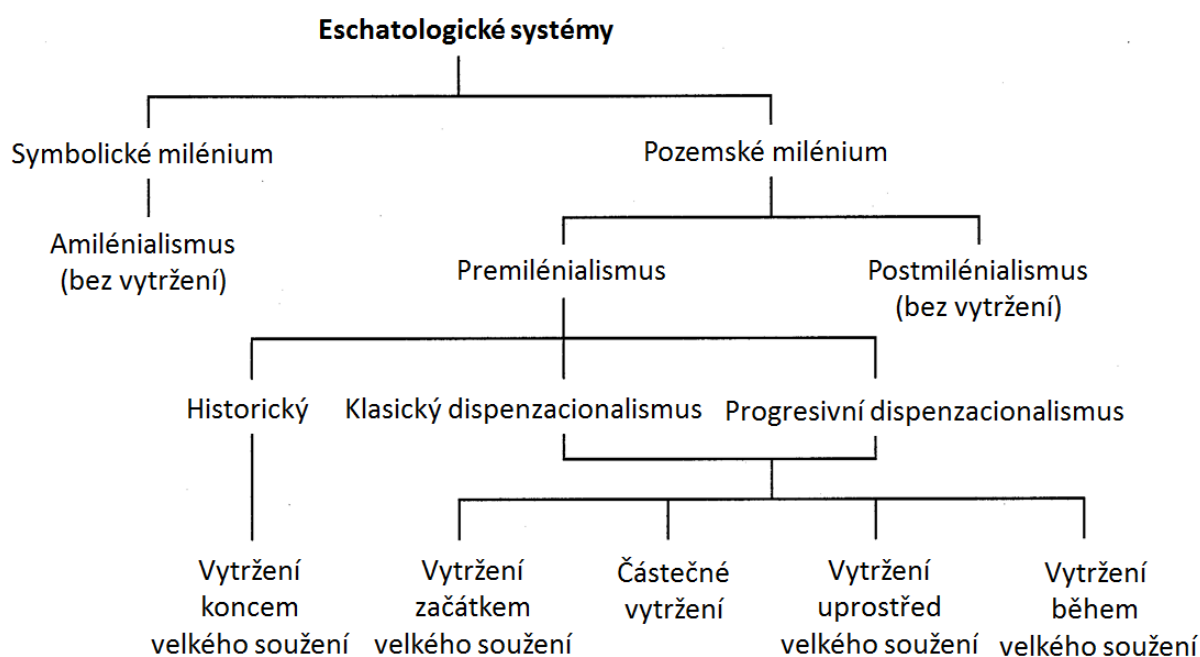 Eschatologické systémy
Symbolické milénium
Pozemské milénium
Amilénialismus
(bez vytržení)
Premilénialismus
Postmilénialismus
(bez vytržení)
Historický
Klasický dispenzacionalismus
Progresivní dispenzacionalismus
Vytržení
koncem
velkého soužení
Vytržení
začátkem
velkého soužení
Částečné
vytržení
Vytržení
uprostřed
velkého soužení
Vytržení
během
velkého soužení